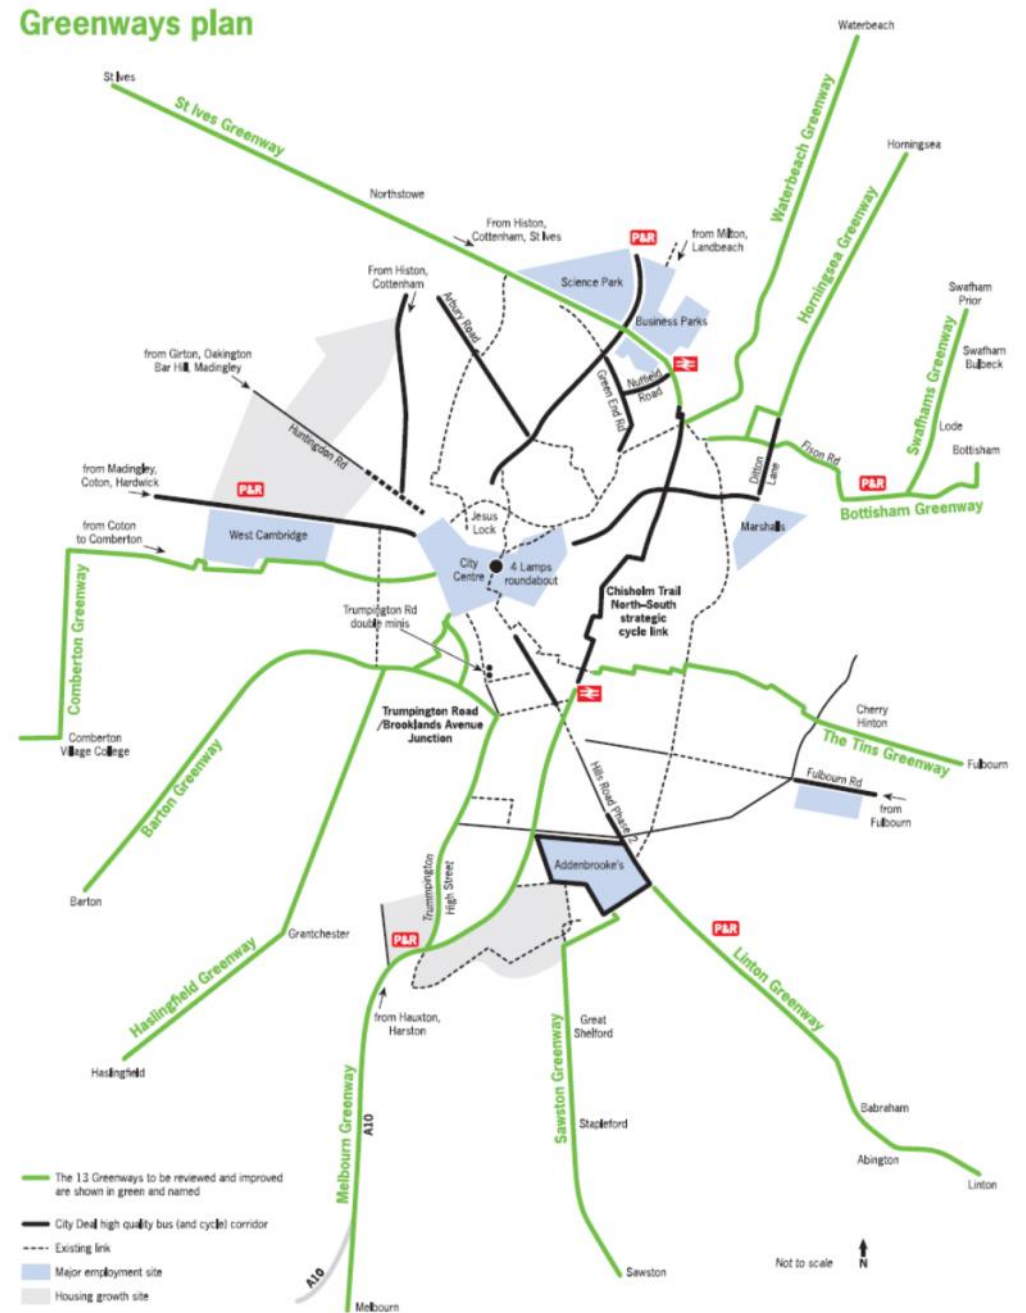 Greenways plan
Waterbeach
St Ives
St Ives Greenway
Waterbeach Greenway
Horningsea
Northstowe
Horningsea Greenway
From Histon,
Cottenham, St Ives
P&R
from Milton,
Landbeach
From Histon,
Cottenham
Science Park
Swafham
Prior
Arbury Road
Business Parks
Swafhams Greenway
Swafham
Bulbeck
from Girton, Oakington
Bar Hill, Madingley
Green End Rd
Nuffield
Road
Huntingdon Rd
Lode
Bottisham
Fison Rd
Ditton
Lane
from Madingley,
Coton, Hardwick
P&R
P&R
Bottisham Greenway
from Coton
to Comberton
West Cambridge
Jesus
Lock
Marshalls
City
Centre
4 Lamps
roundabout
Comberton Greenway
Chisholm Trail
North–South
strategic
cycle link
Trumpington Rd
double minis
Trumpington Road
/Brooklands Avenue
Junction
Cherry
Hinton
Comberton
Village College
The Tins Greenway
Fulbourn
Barton Greenway
Hills Road Phase 2
Fulbourn Rd
from
Fulbourn
Addenbrooke's
Trummpington
High Street
Barton
Grantchester
P&R
P&R
Haslingfield Greenway
Linton Greenway
from Hauxton,
Harston
Great
Shelford
Haslingfield
Sawston Greenway
Melbourn Greenway
A10
Babraham
Stapleford
Abington
Linton
The 13 Greenways to be reviewed and improved
are shown in green and named
City Deal high quality bus (and cycle) corridor
Existing link
Major employment site
Housing growth site
A10
Sawston
Melbourn
Not to scale
N